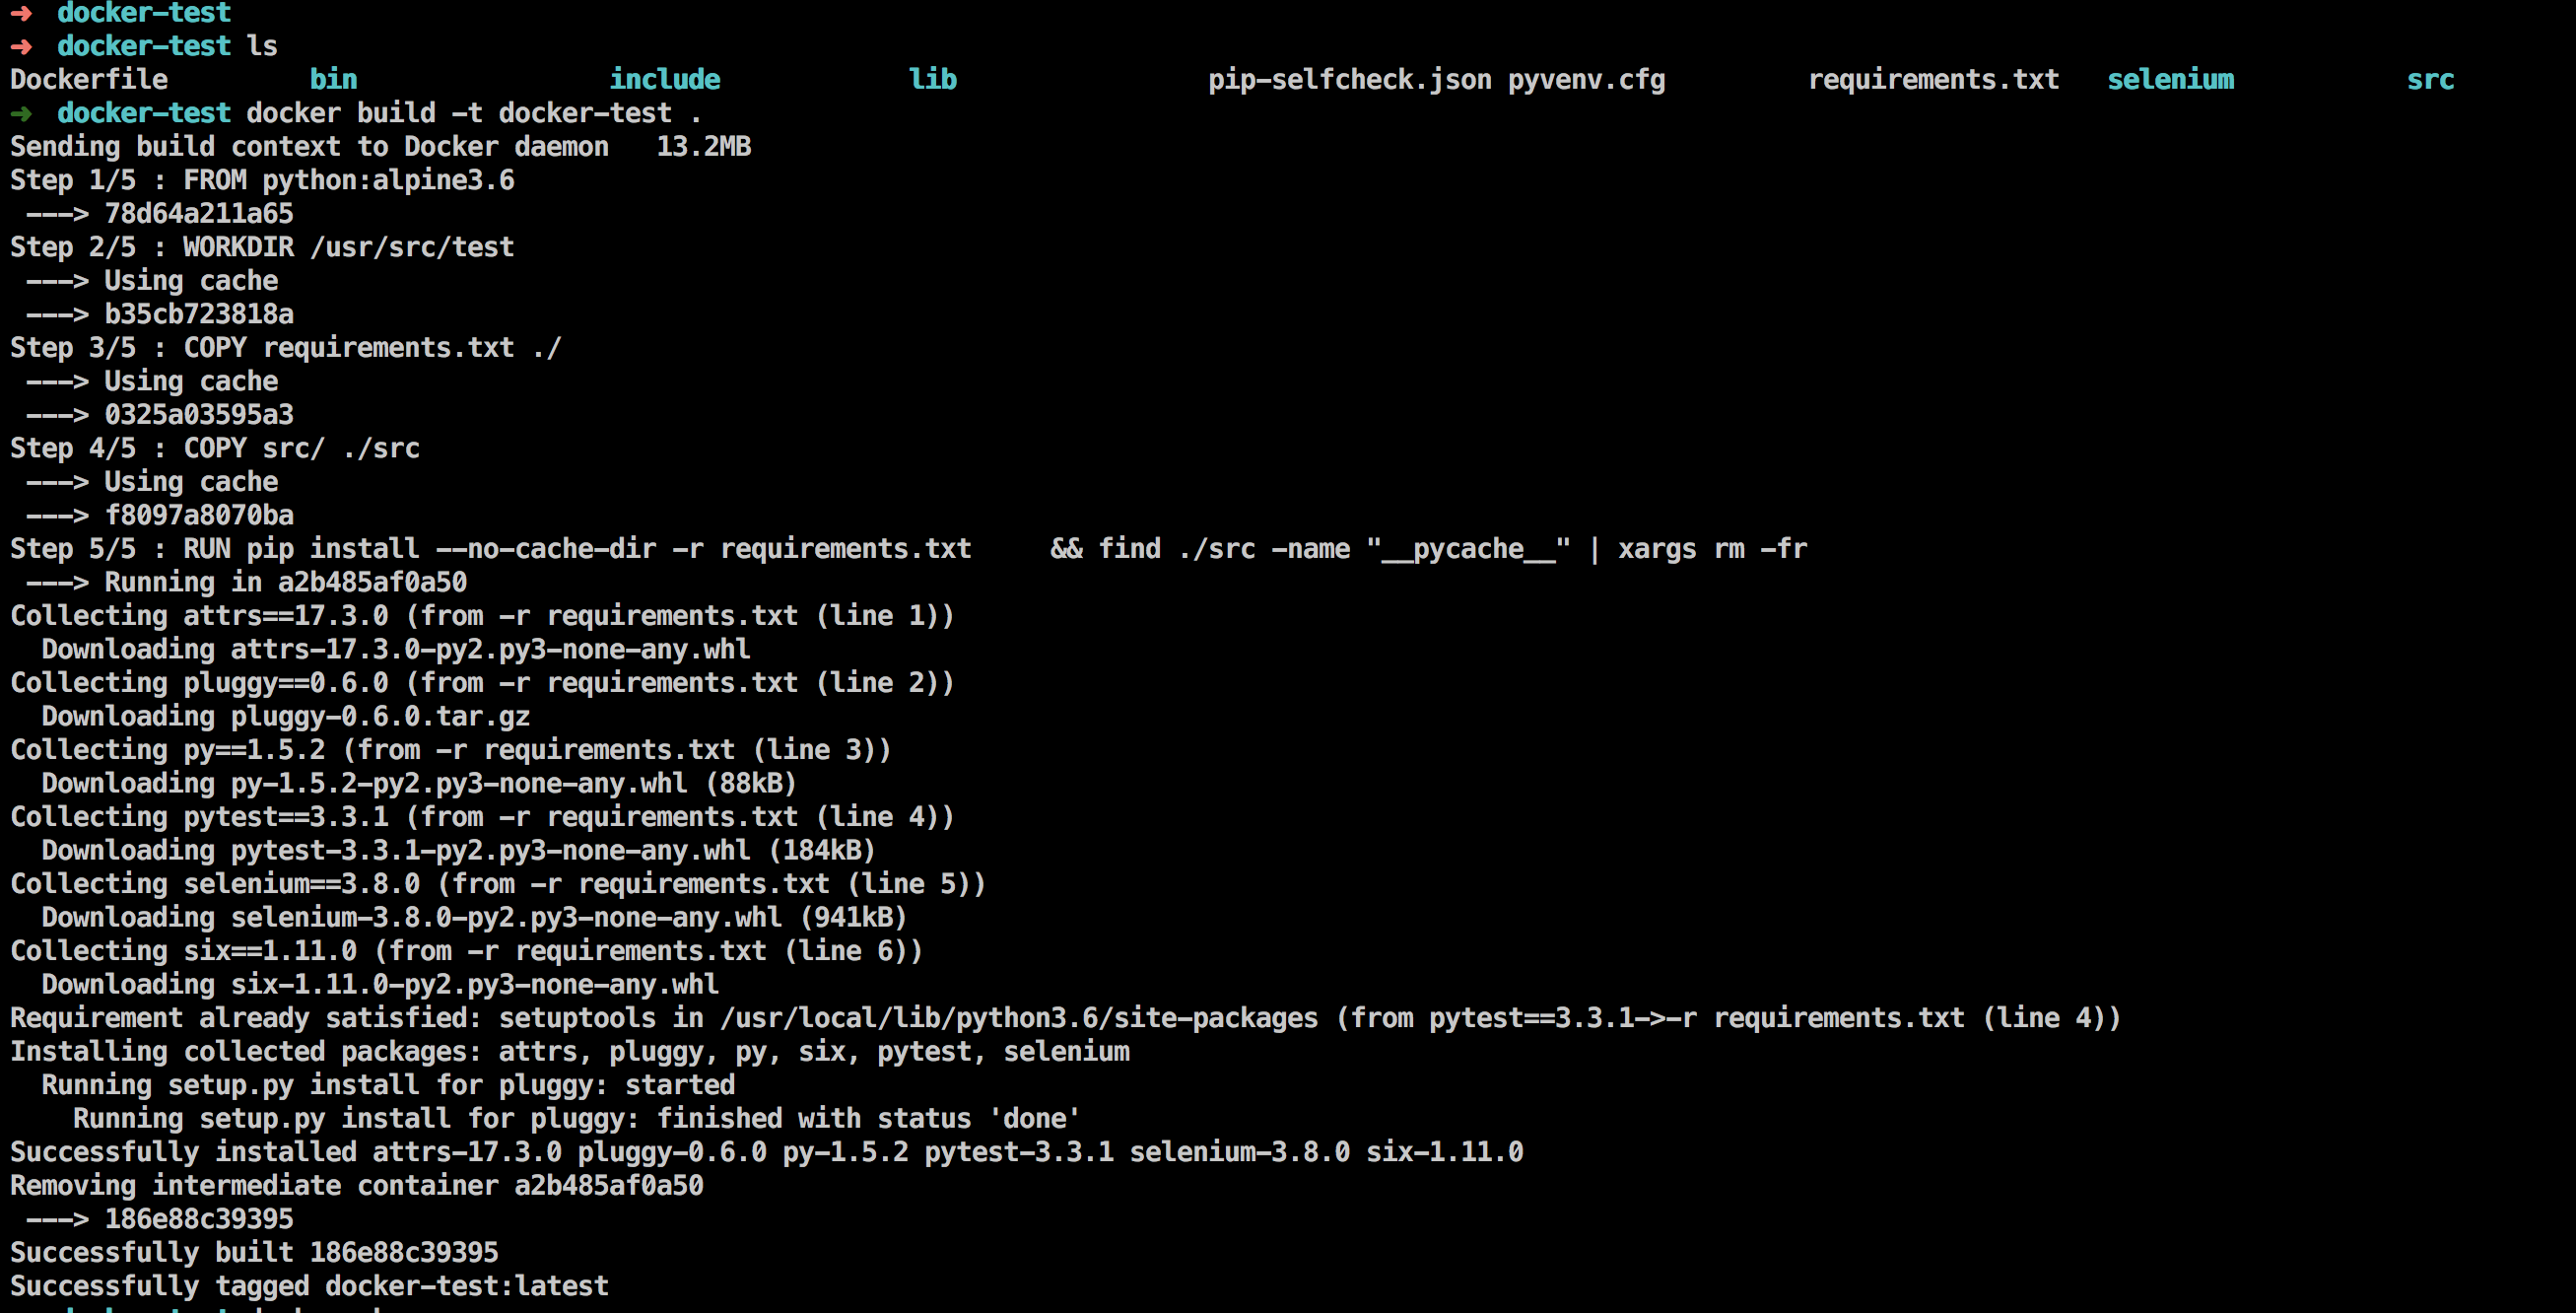 ➜ docker-test
➜ docker-test ls
Dockerfile bin include lib pip-selfcheck.json pyvenv.cfg requirements.txt selenium src
➜ docker-test docker build -t docker-test .
Sending build context to Docker daemon 13.2MB
Step 1/5 : FROM python:alpine3.6
---> 78d64a211a65
Step 2/5 : WORKDIR /usr/src/test
---> Using cache
---> b35cb723818a
Step 3/5 : COPY requirements.txt ./
---> Using cache
---> 0325a03595a3
Step 4/5 : COPY src/ ./src
---> Using cache
---> f8097a8070ba
Step 5/5 : RUN pip install --no-cache-dir -r requirements.txt && find ./src -name "__pycache__" | xargs rm -fr
---> Running in a2b485af0a50
Collecting attrs==17.3.0 (from -r requirements.txt (line 1))
Downloading attrs-17.3.0-py2.py3-none-any.whl
Collecting pluggy==0.6.0 (from -r requirements.txt (line 2))
Downloading pluggy-0.6.0.tar.gz
Collecting py==1.5.2 (from -r requirements.txt (line 3))
Downloading py-1.5.2-py2.py3-none-any.whl (88kB)
Collecting pytest==3.3.1 (from -r requirements.txt (line 4))
Downloading pytest-3.3.1-py2.py3-none-any.whl (184kB)
Collecting selenium==3.8.0 (from -r requirements.txt (line 5))
Downloading selenium-3.8.0-py2.py3-none-any.whl (941kB)
Collecting six==1.11.0 (from -r requirements.txt (line 6))
Downloading six-1.11.0-py2.py3-none-any.whl
Requirement already satisfied: setuptools in /usr/local/lib/python3.6/site-packages (from pytest==3.3.1->-r requirements.txt (line 4))
Installing collected packages: attrs, pluggy, py, six, pytest, selenium
Running setup.py install for pluggy: started
Running setup.py install for pluggy: finished with status 'done'
Successfully installed attrs-17.3.0 pluggy-0.6.0 py-1.5.2 pytest-3.3.1 selenium-3.8.0 six-1.11.0
Removing intermediate container a2b485af0a50
---> 186e88c39395
Successfully built 186e88c39395
Successfully tagged docker-test:latest